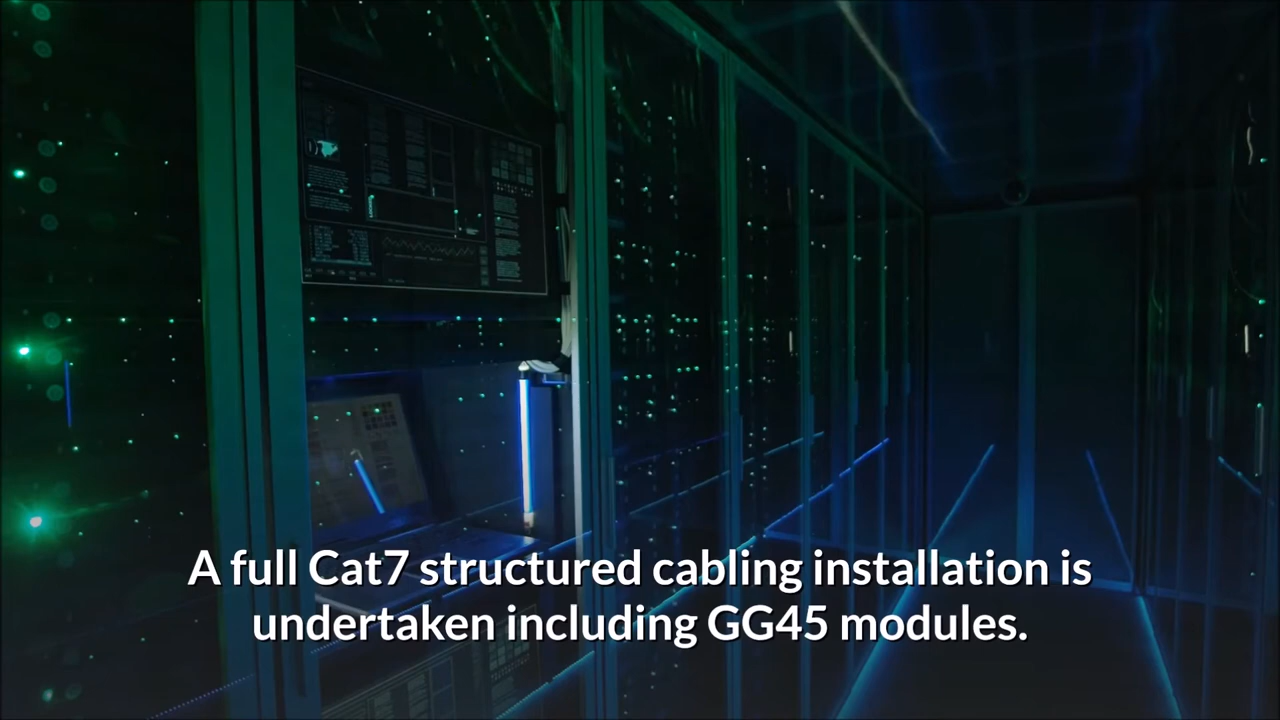 A full Cat7 structured cabling installation is
undertaken including GG45 modules.